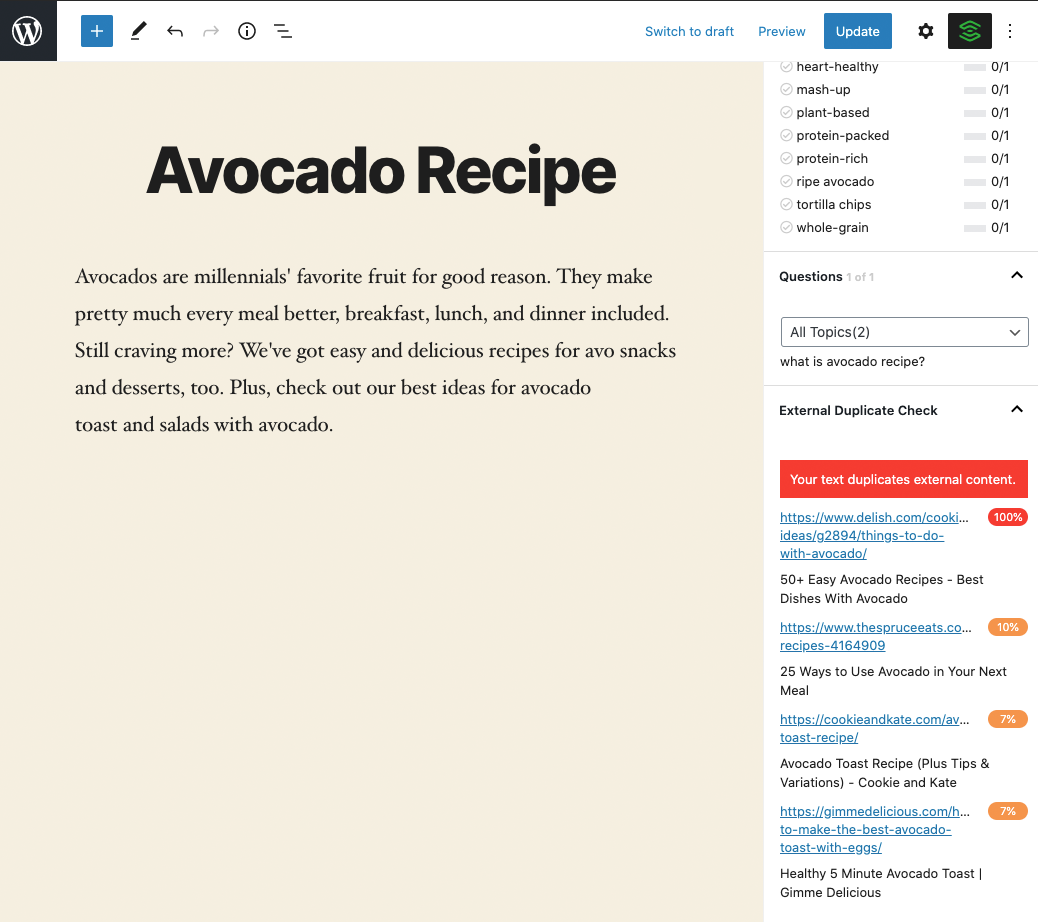 Switch to draft Preview Update
Avocado Recipe
Avocados are millennials' favorite fruit for good reason. They make
pretty much every meal better, breakfast, lunch, and dinner included.
Still craving more? We've got easy and delicious recipes for avo snacks
and desserts, too. Plus, check out our best ideas for avocado
toast and salads with avocado.
heart-healthy 0/1
mash-up 0/1
plant-based 0/1
protein-packed 0/1
protein-rich 0/1
ripe avocado 0/1
tortilla chips 0/1
whole-grain 0/1
Questions 1 of 1
All Topics(2)
what is avocado recipe?
External Duplicate Check
Your text duplicates external content.
https://www.delish.com/cooki... 100%
ideas/g2894/things-to-do-
with-avocado/
50+ Easy Avocado Recipes - Best
Dishes With Avocado
https://www.thespruceeats.co... 10%
recipes-4164909
25 Ways to Use Avocado in Your Next
Meal
https://cookieandkate.com/av... 7%
toast-recipe/
Avocado Toast Recipe (Plus Tips &
Variations) - Cookie and Kate
https://gimmedelicious.com/h... 7%
to-make-the-best-avocado-
toast-with-eggs/
Healthy 5 Minute Avocado Toast |
Gimme Delicious